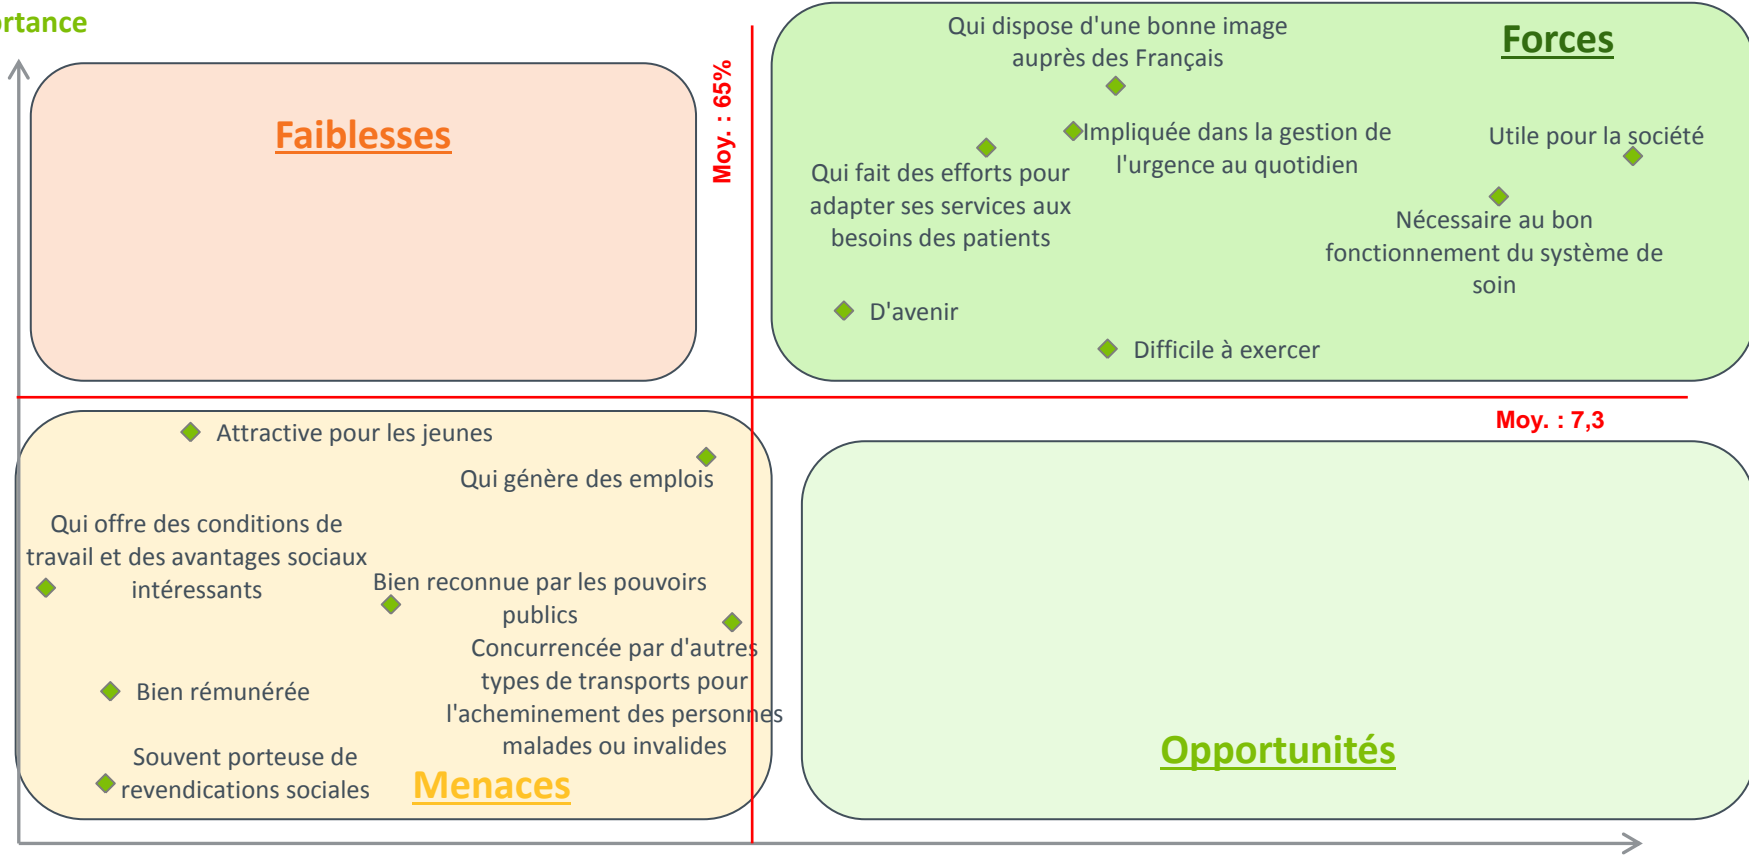 ortance
Qui dispose d'une bonne image
auprès des Français
Forces
Moy. : 65%
Faiblesses
Impliquée dans la gestion de
l'urgence au quotidien
Utile pour la société
Qui fait des efforts pour
adapter ses services aux
besoins des patients
Nécessaire au bon
fonctionnement du système de
soin
D'avenir
Difficile à exercer
Moy. : 7,3
Attractive pour les jeunes
Qui génère des emplois
Qui offre des conditions de
travail et des avantages sociaux
intéressants
Bien reconnue par les pouvoirs
publics
Concurrencée par d'autres
types de transports pour
l'acheminement des personnes
malades ou invalides
Bien rémunérée
Souvent porteuse de
revendications sociales
Menaces
Opportunités